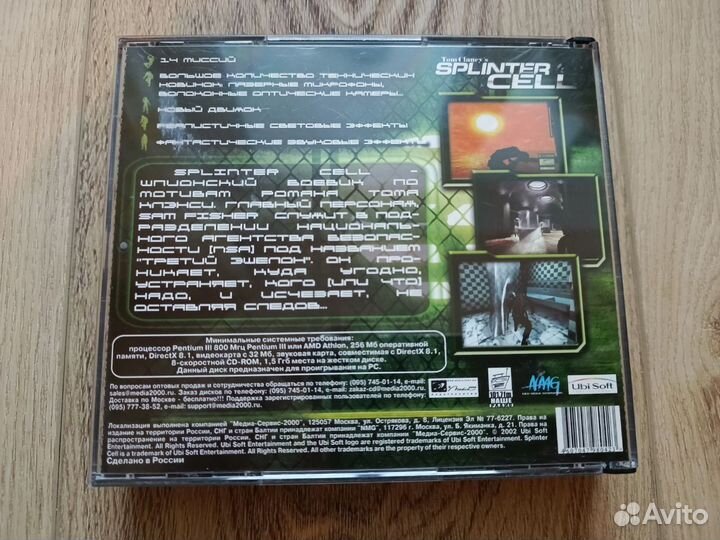 14 миссий
Большое количество технических
новинок: лазерные микрофоны,
волоконные оптические камеры...
Новый движок
Реалистичные световые эффекты
Фантастические звуковые эффекты
Tom Clancy's
SPLINTER
CELL
SPLINTER CELL -
шпионский боевик по
мотивам романа Тома
Клэнси. Главный персонаж,
Sam Fisher, служит в под-
разделении Националь-
ного Агентства Безопас-
ности (NSA) под названием
"Третий Эшелон". Он про-
никает, куда угодно,
устраняет, кого (или что)
надо, и исчезает, не
оставляя следов...
Минимальные системные требования:
процессор Pentium III 800 Мгц Pentium III или AMD Athlon, 256 Мб оперативной
памяти, DirectX 8.1, видеокарта с 32 Мб, звуковая карта, совместимая с DirectX 8.1,
8-скоростной CD-ROM, 1,5 Ггб места на жестком диске.
Данный диск предназначен для проигрывания на PC.
По вопросам оптовых продаж и сотрудничества обращаться по телефону: (095) 745-01-14, e-mail:
sales@media2000.ru. Заказ дисков по телефону: (095) 745-01-14, e-mail: zakaz-cd@media2000.ru.
Доставка по Москве - бесплатно!!! Поддержка зарегистрированных пользователей по телефону:
(095) 777-38-52, e-mail: support@media2000.ru
НАШЕ
Ubi Soft
Локализация выполнена компанией "Медиа-Сервис-2000", 125057 Москва, ул. Острякова, д. 8, Лицензия Эл № 77-6227. Права на
издание на территории России, СНГ и стран Балтии принадлежат компании "NMG", 117296 г. Москва, ул. Б. Якиманка, д. 21. Права на
распространение на территории России, СНГ и стран Балтии принадлежат компании "Медиа-Сервис-2000". © 2002 Ubi Soft
Entertainment. All Rights Reserved. Ubi Soft Entertainment and the Ubi Soft logo are registered trademarks of Ubi Soft Entertainment. Splinter
Cell is a trademark of Ubi Soft Entertainment. All Rights Reserved. All other trademarks are the property of their respective owners.
Сделано в России
Avito